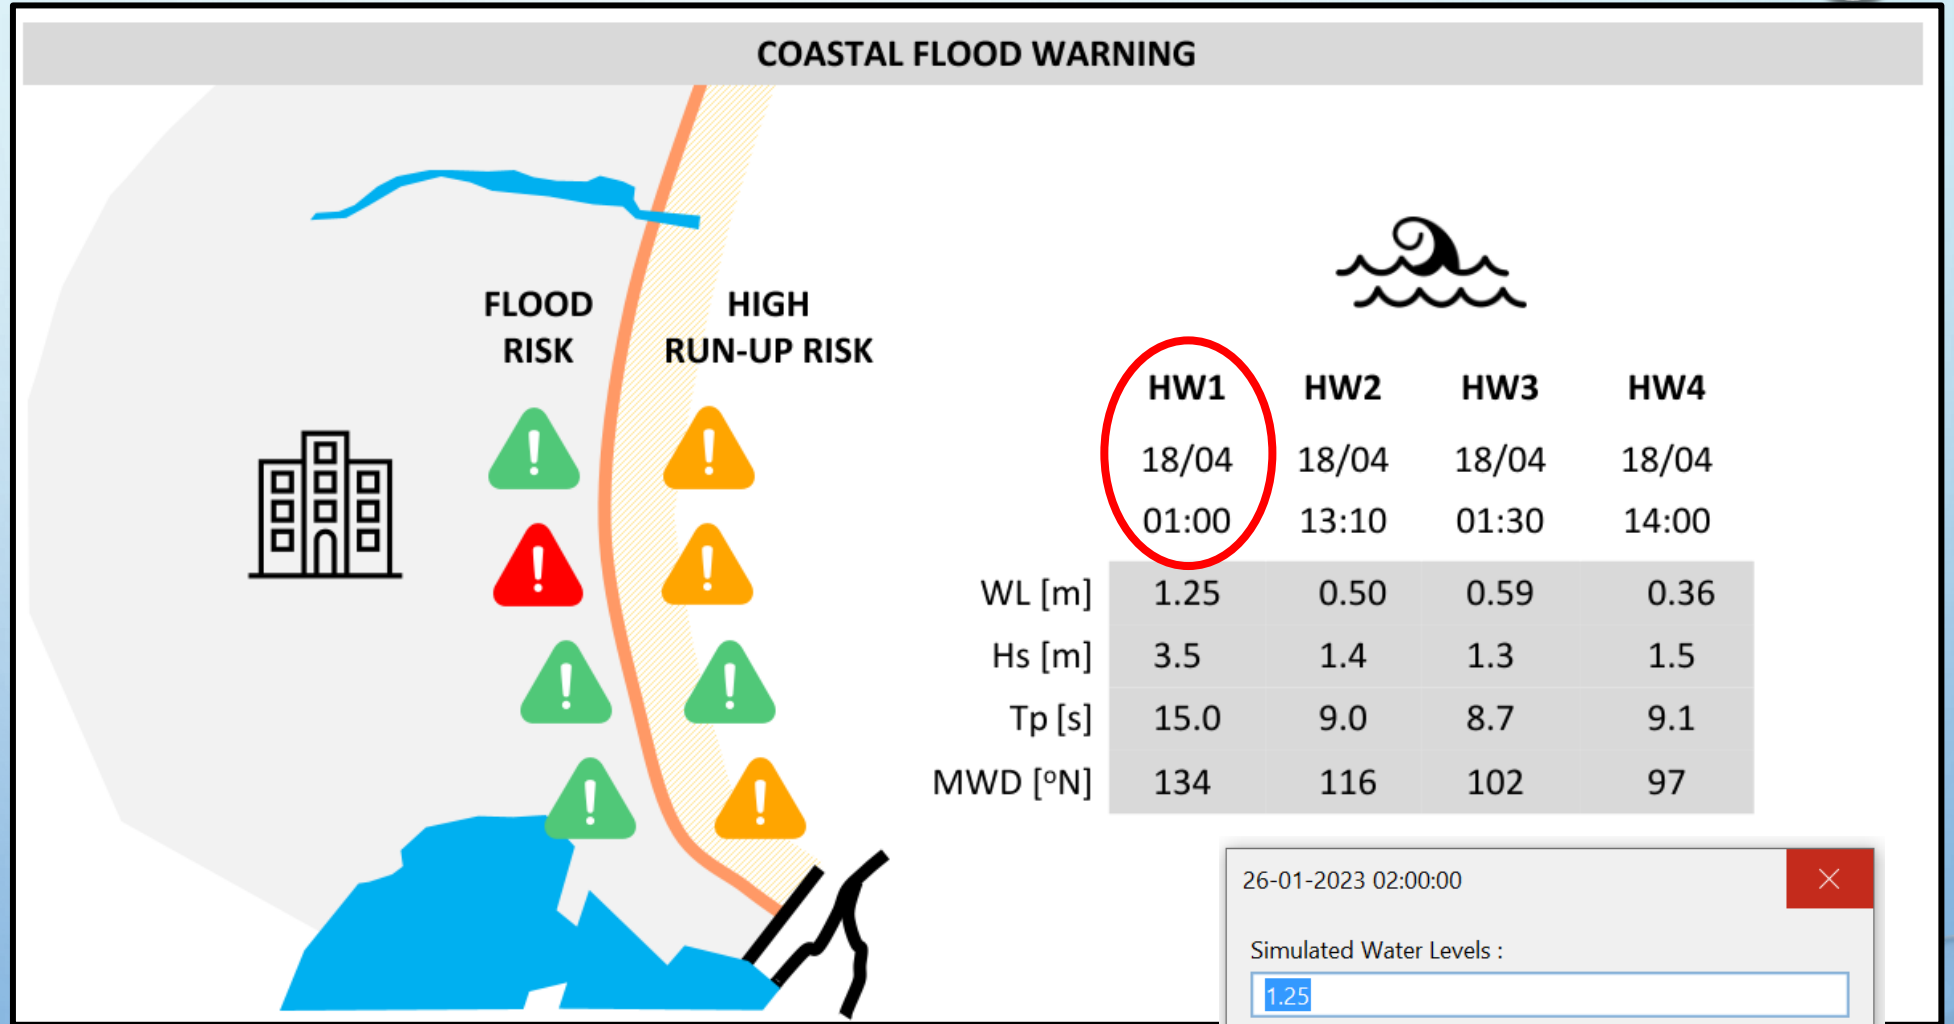 COASTAL FLOOD WARNING
FLOOD
RISK
HIGH
RUN-UP RISK
HW1 HW2 HW3 HW4
18/04 18/04 18/04 18/04
01:00 13:10 01:30 14:00
WL [m] 1.25 0.50 0.59 0.36
Hs [m] 3.5 1.4 1.3 1.5
Tp [s] 15.0 9.0 8.7 9.1
MWD [ºN] 134 116 102 97
26-01-2023 02:00:00
Simulated Water Levels :
1.25